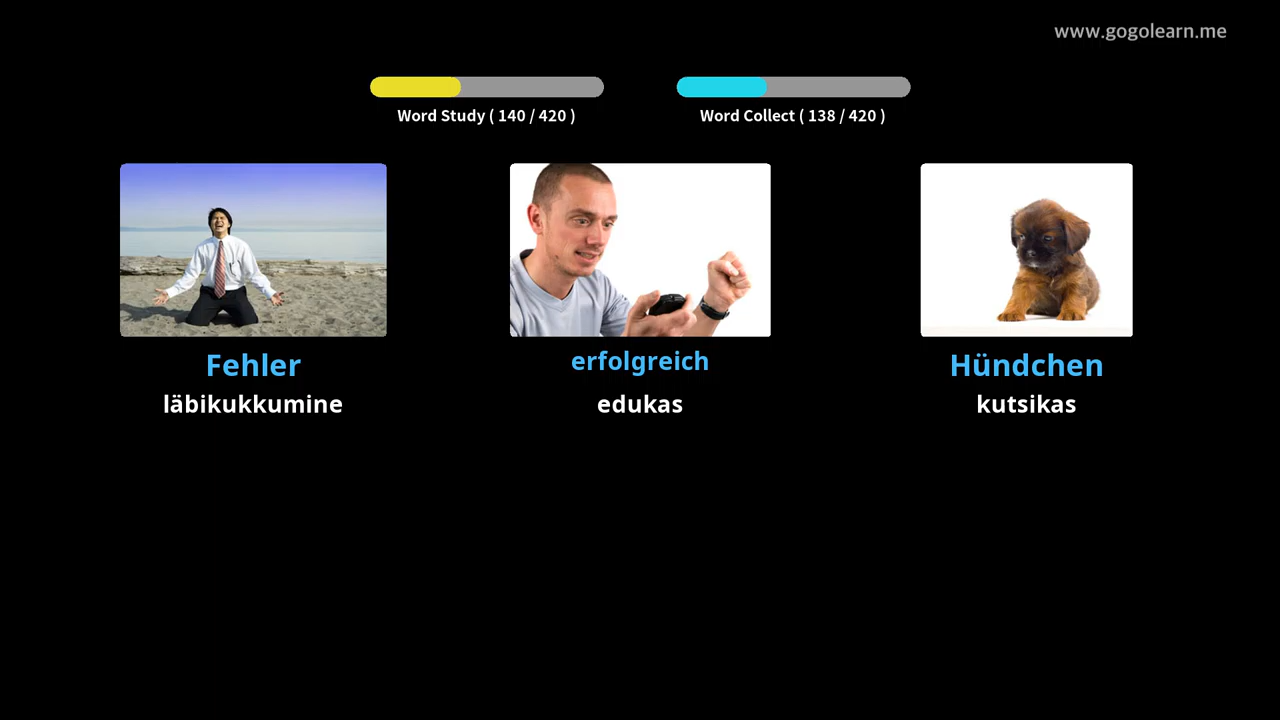 www.gogolearn.me
Word Study ( 140 / 420 )
Word Collect ( 138 / 420 )
Fehler
erfolgreich
Hündchen
läbikukkumine
edukas
kutsikas